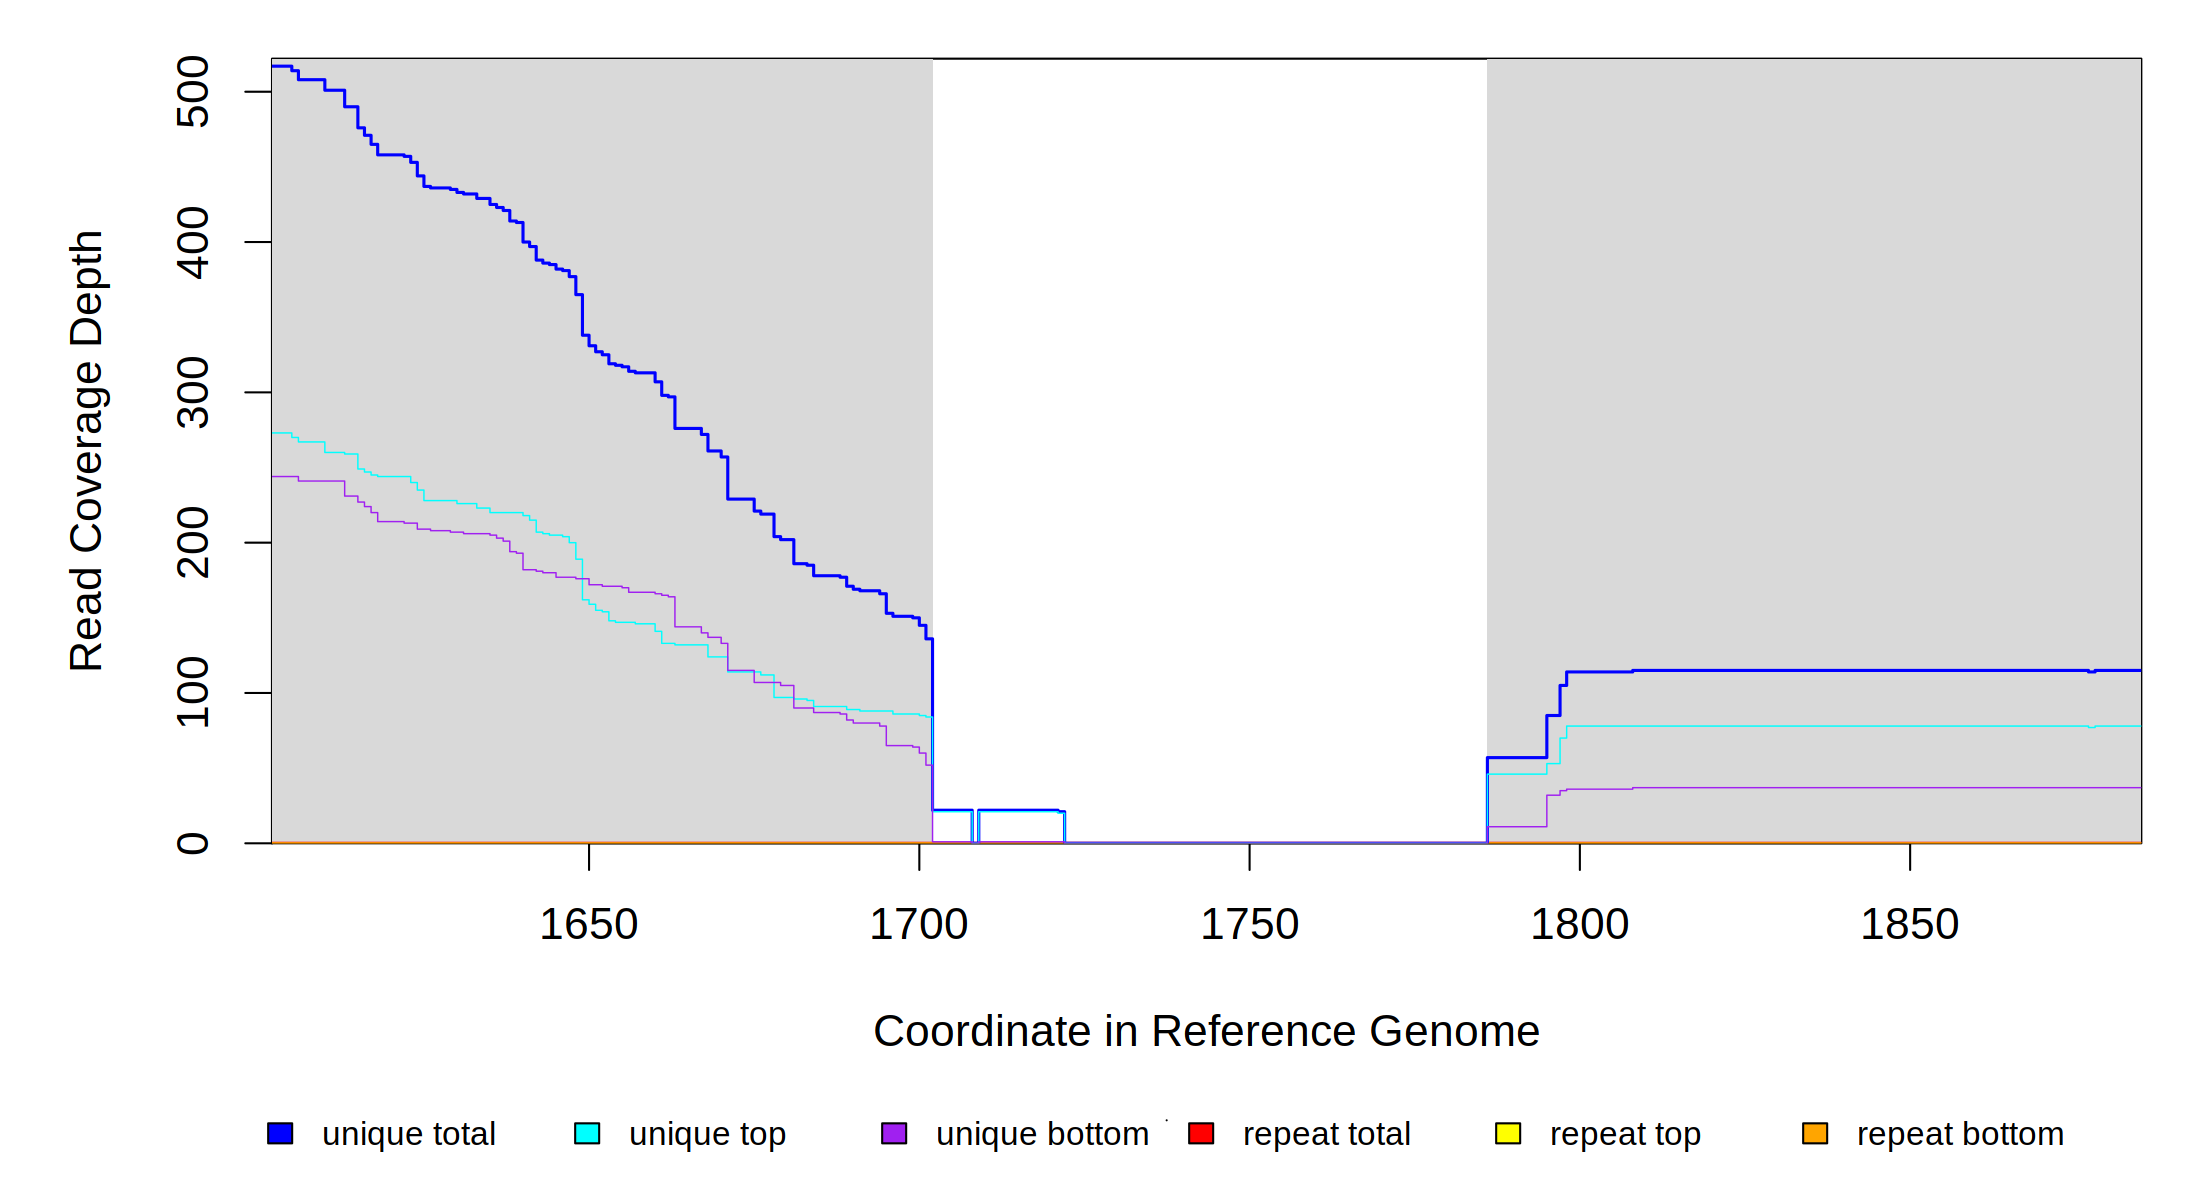 500
400
300
200
100
0
Read Coverage Depth
1650 1700 1750 1800 1850
Coordinate in Reference Genome
unique total unique top unique bottom repeat total repeat top repeat bottom